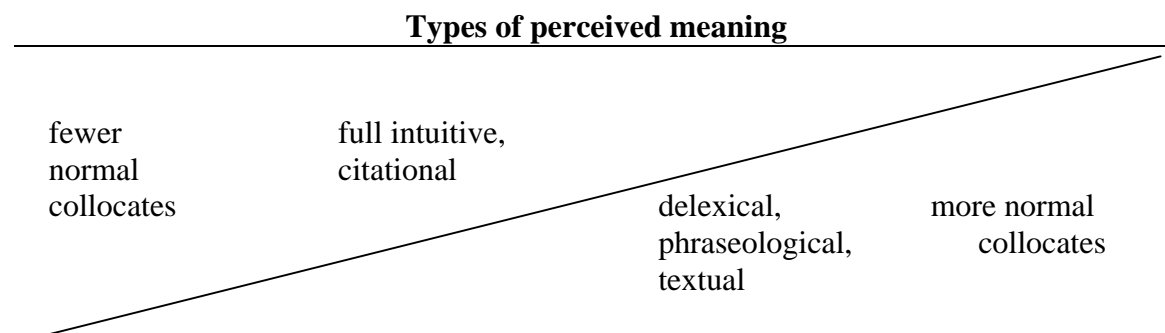 Types of perceived meaning
fewer
normal
collocates
full intuitive,
citational
delexical,
phraseological,
textual
more normal
collocates